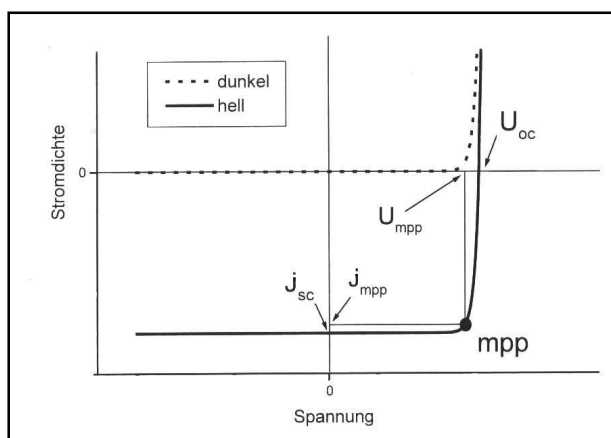 dunkel
hell
Stromdichte
0
U oc
U mpp
j sc
j mpp
mpp
0
Spannung